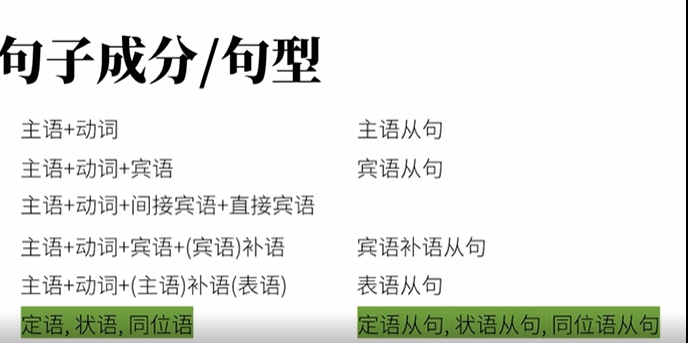 句子成分/句型
主语+动词 主语从句
主语+动词+宾语 宾语从句
主语+动词+间接宾语+直接宾语
主语+动词+宾语+(宾语)补语 宾语补语从句
主语+动词+(主语)补语(表语) 表语从句
定语, 状语, 同位语 定语从句, 状语从句, 同位语从句